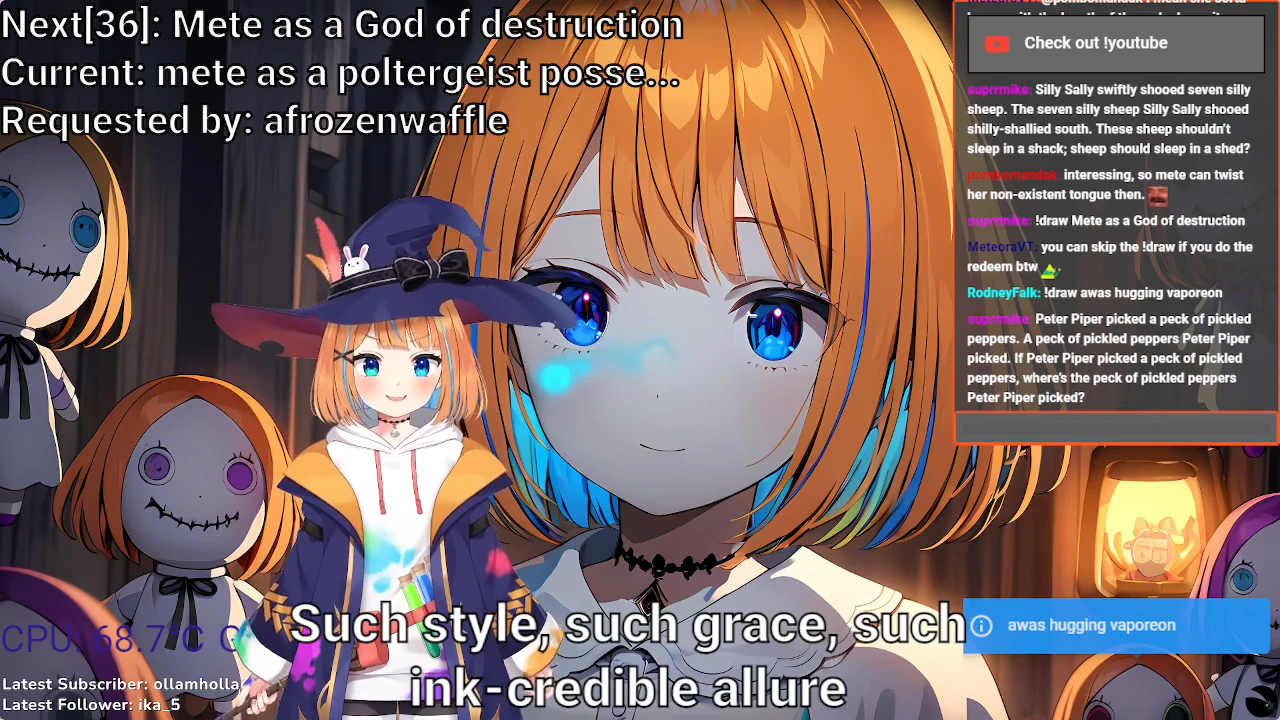 Next[36]: Mete as a God of destruction
Current: mete as a poltergeist posse...
Requested by: afrozenwaffle
Check out !youtube
suprrmike: Silly Sally swiftly shooed seven silly
sheep. The seven silly sheep Silly Sally shooed
shilly-shallied south. These sheep shouldn't
sleep in a shack; sheep should sleep in a shed?
pombomandak: interesting, so mete can twist
her non-existent tongue then.
suprrmike: !draw Mete as a God of destruction
MeteoraVT: you can skip the !draw if you do the
redeem btw
RodneyFalk: !draw awas hugging vaporeon
suprrmike: Peter Piper picked a peck of pickled
peppers. A peck of pickled peppers Peter Piper
picked. If Peter Piper picked a peck of pickled
peppers, where's the peck of pickled peppers
Peter Piper picked?
awas hugging vaporeon
Such style, such grace, such
ink-credible allure
CPU: 68.7°C
Latest Subscriber: ollamholla
Latest Follower: ika_5